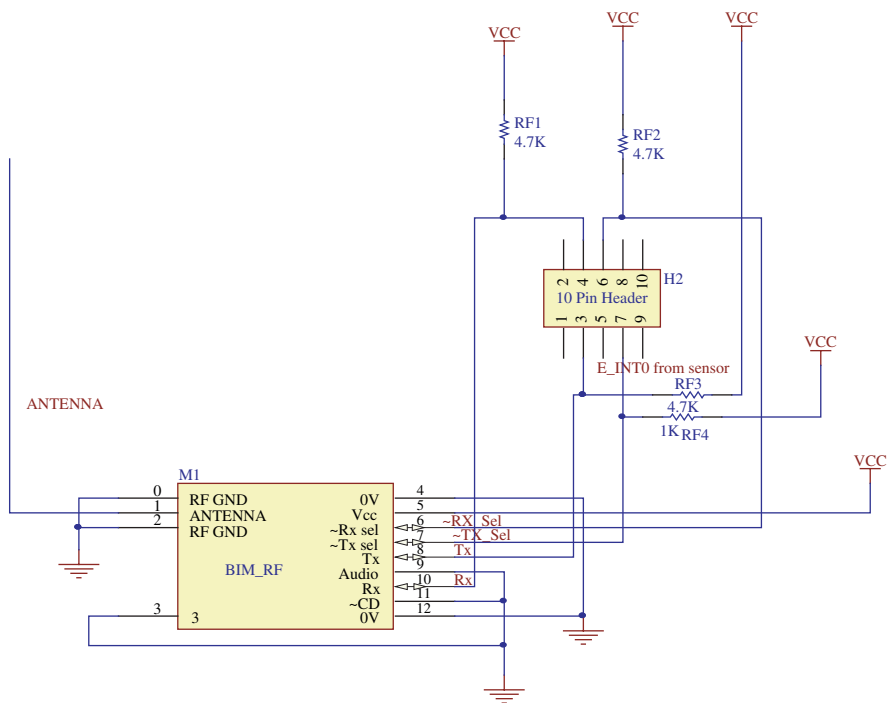 VCC
VCC
VCC
RF1
4.7K
RF2
4.7K
2
4
6
8
10
H2
10 Pin Header
1
3
5
7
9
VCC
E_INT0 from sensor
RF3
4.7K
1K
RF4
ANTENNA
VCC
M1
0
RF GND
0V
4
1
ANTENNA
Vcc
5
2
RF GND
~Rx sel
6
~RX_Sel
~Tx sel
7
~TX_Sel
Tx
8
Tx
BIM_RF
Audio
9
Rx
10
Rx
~CD
11
3
3
0V
12